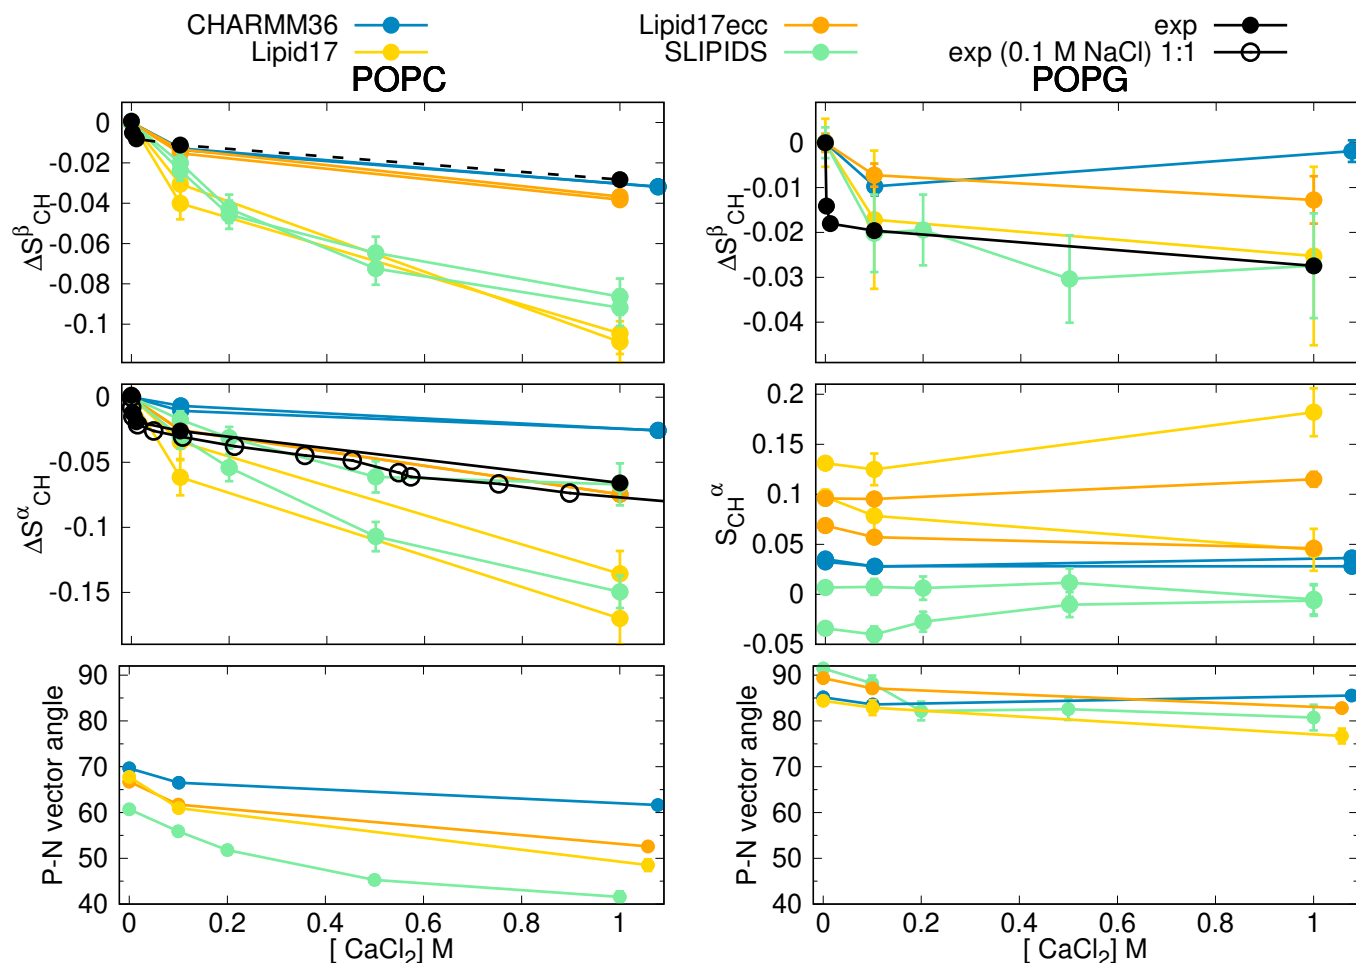 CHARMM36
Lipid17
Lipid17ecc
SLIPIDS
exp
exp (0.1 M NaCl) 1:1
POPC
POPG
ΔS^β_CH
0
-0.02
-0.04
-0.06
-0.08
-0.1
ΔS^β_CH
0
-0.01
-0.02
-0.03
-0.04
ΔS^α_CH
0
-0.05
-0.1
-0.15
S_CH^α
0.2
0.15
0.1
0.05
0
-0.05
P-N vector angle
90
80
70
60
50
40
0 0.2 0.4 0.6 0.8 1
[ CaCl₂] M
P-N vector angle
90
80
70
60
50
40
0 0.2 0.4 0.6 0.8 1
[ CaCl₂] M